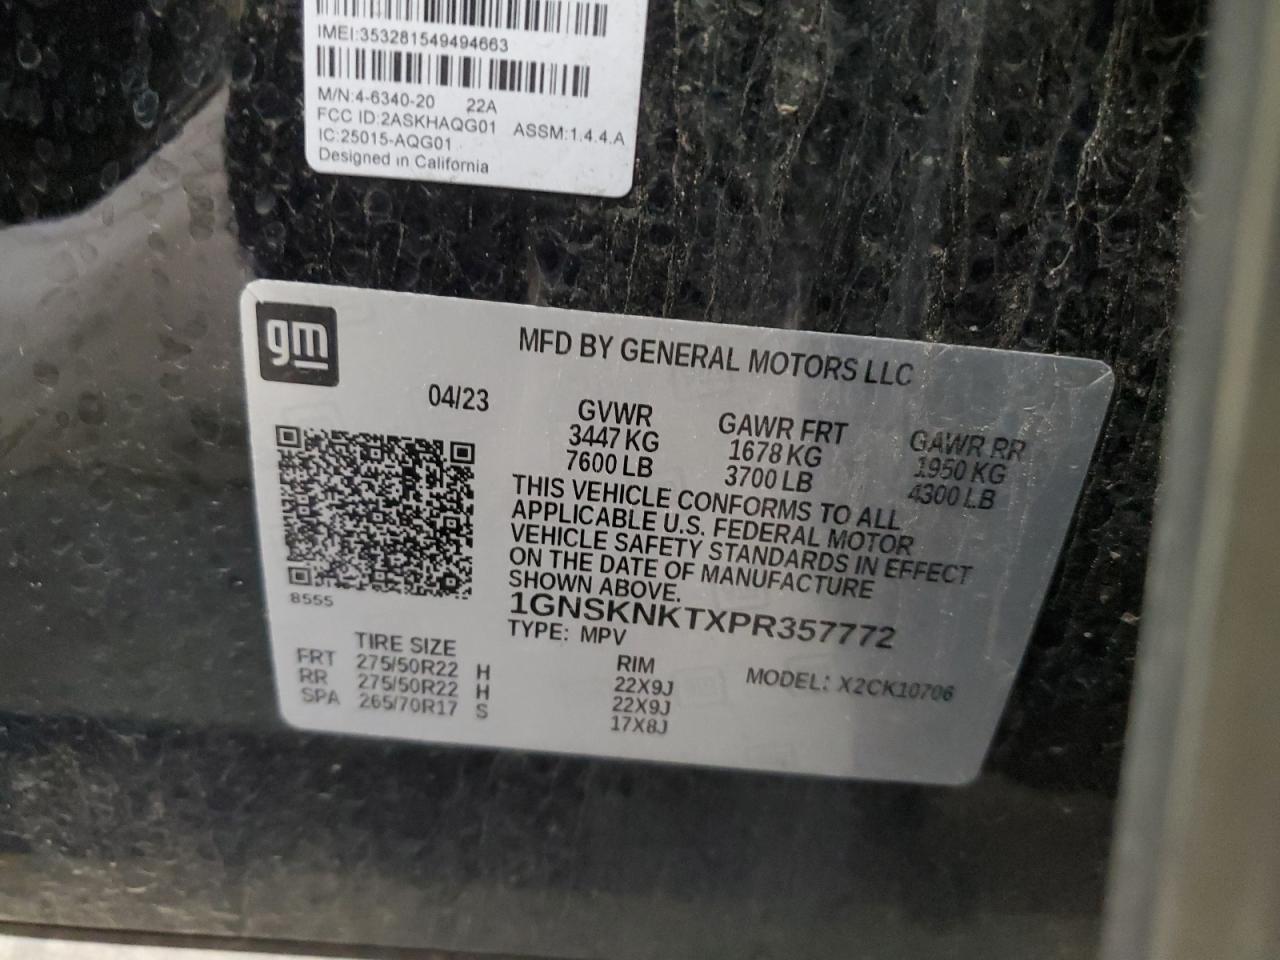 IMEI:353281549494663
M/N:4-6340-20 22A
FCC ID:2ASKHAQG01 ASSM:1.4.4.A
IC:25015-AQG01
Designed in California
gm
MFD BY GENERAL MOTORS LLC
04/23
GVWR GAWR FRT GAWR RR
3447 KG 1678 KG 1950 KG
7600 LB 3700 LB 4300 LB
THIS VEHICLE CONFORMS TO ALL
APPLICABLE U.S. FEDERAL MOTOR
VEHICLE SAFETY STANDARDS IN EFFECT
ON THE DATE OF MANUFACTURE
SHOWN ABOVE.
8555
1GNSKNKTXPR357772
TYPE: MPV
TIRE SIZE RIM MODEL: X2CK10706
FRT 275/50R22 H 22X9J
RR 275/50R22 H 22X9J
SPA 265/70R17 S 17X8J